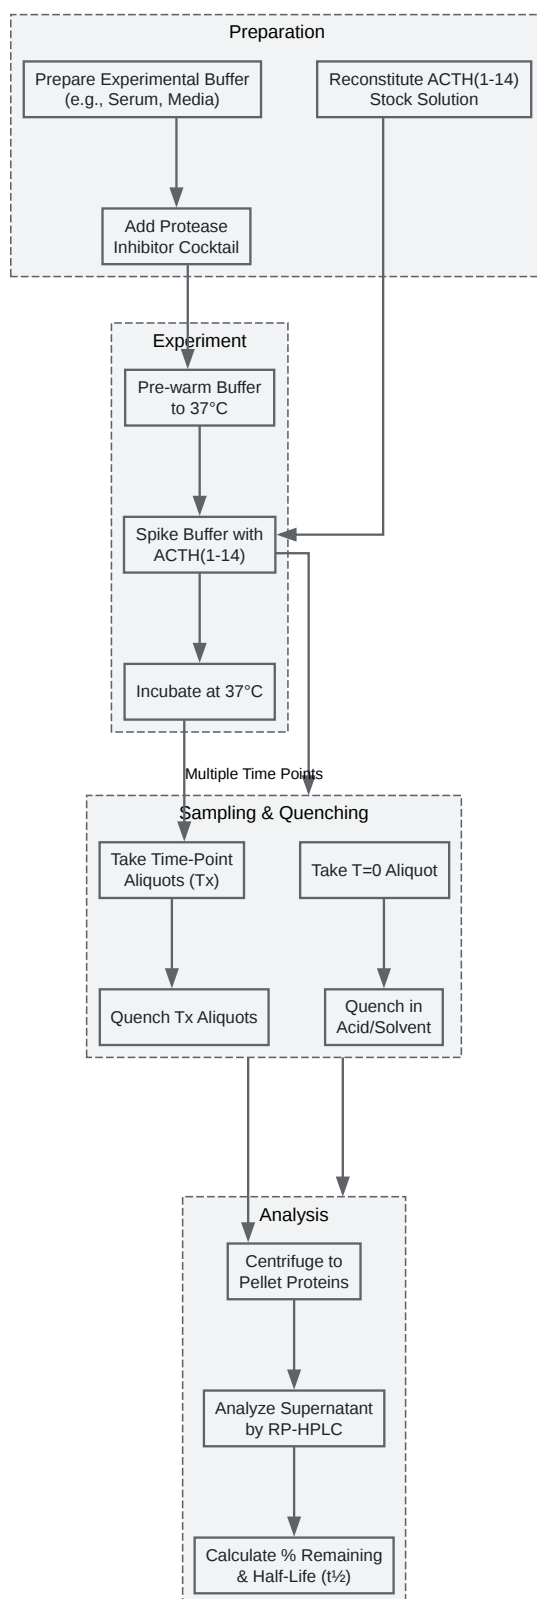 Preparation
Prepare Experimental Buffer
(e.g., Serum, Media)
Reconstitute ACTH(1-14)
Stock Solution
Add Protease
Inhibitor Cocktail
Experiment
Pre-warm Buffer
to 37°C
Spike Buffer with
ACTH(1-14)
Incubate at 37°C
Multiple Time Points
Sampling & Quenching
Take Time-Point
Aliquots (Tx)
Take T=0 Aliquot
Quench Tx Aliquots
Quench in
Acid/Solvent
Analysis
Centrifuge to
Pellet Proteins
Analyze Supernatant
by RP-HPLC
Calculate % Remaining
& Half-Life (t½)